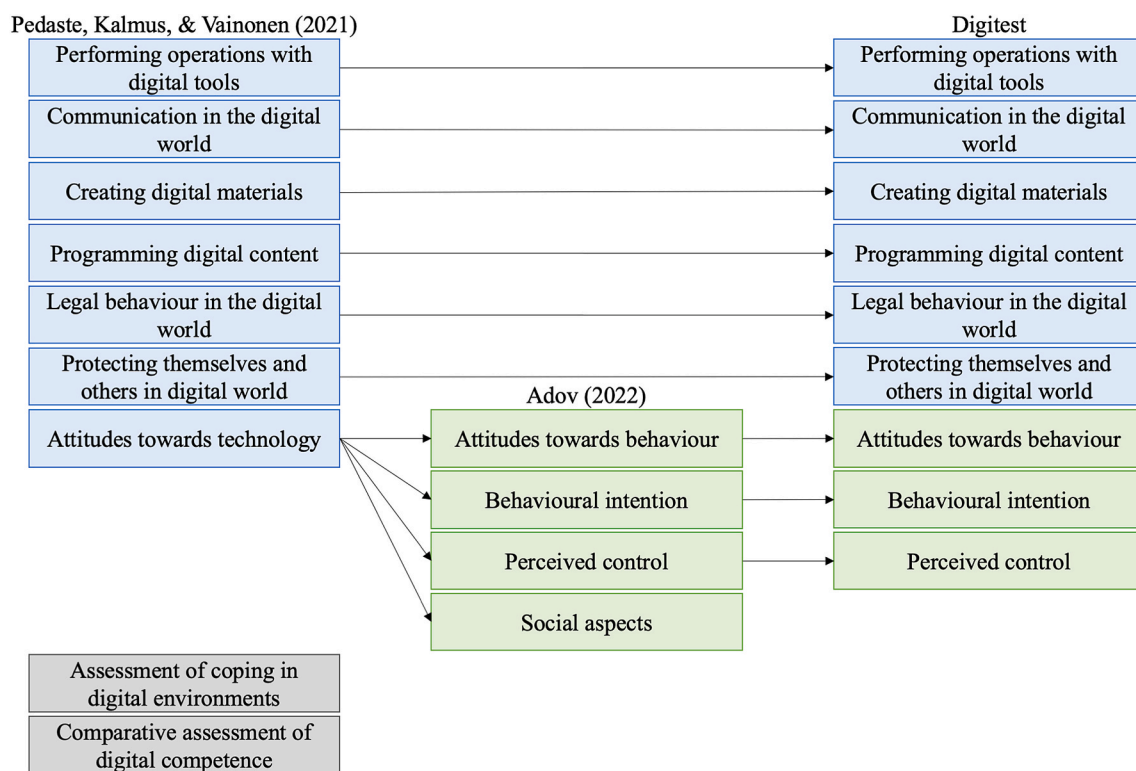 Pedaste, Kalmus, & Vainonen (2021)
Performing operations with
digital tools
Communication in the digital
world
Creating digital materials
Programming digital content
Legal behaviour in the digital
world
Protecting themselves and
others in digital world
Attitudes towards technology
Assessment of coping in
digital environments
Comparative assessment of
digital competence
Adov (2022)
Attitudes towards behaviour
Behavioural intention
Perceived control
Social aspects
Digitest
Performing operations with
digital tools
Communication in the digital
world
Creating digital materials
Programming digital content
Legal behaviour in the digital
world
Protecting themselves and
others in digital world
Attitudes towards behaviour
Behavioural intention
Perceived control